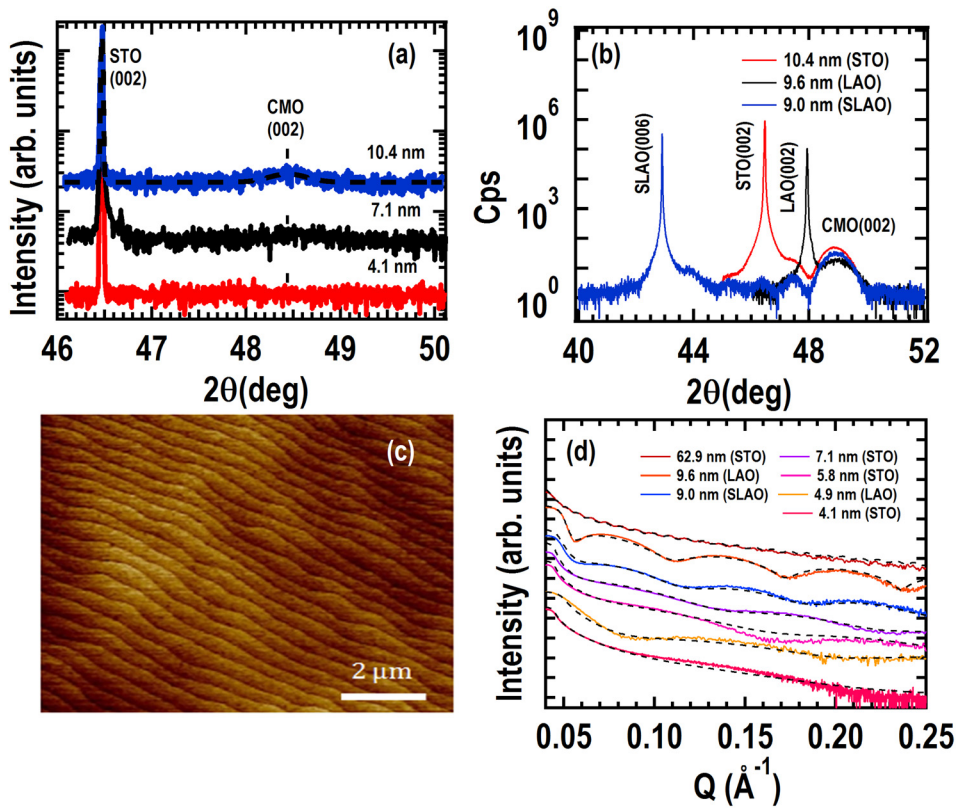 (a)
STO
(002)
CMO
(002)
10.4 nm
7.1 nm
4.1 nm
Intensity (arb. units)
46 47 48 49 50
2θ(deg)
(b)
10.4 nm (STO)
9.6 nm (LAO)
9.0 nm (SLAO)
SLAO(006)
STO(002)
LAO(002)
CMO(002)
Cps
10⁹
10⁶
10³
10⁰
40 44 48 52
2θ(deg)
(c)
2 μm
(d)
62.9 nm (STO)
9.6 nm (LAO)
9.0 nm (SLAO)
7.1 nm (STO)
5.8 nm (STO)
4.9 nm (LAO)
4.1 nm (STO)
Intensity (arb. units)
0.05 0.10 0.15 0.20 0.25
Q (Å⁻¹)